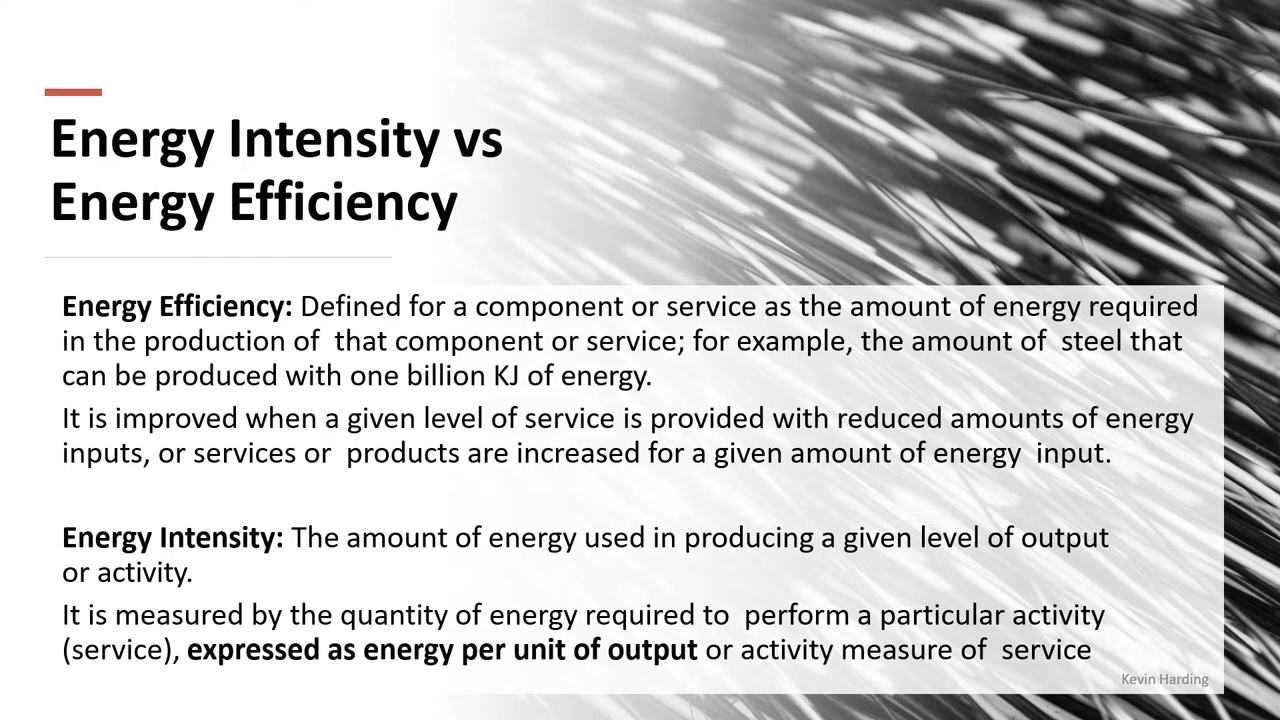 Energy Intensity vs
Energy Efficiency
Energy Efficiency: Defined for a component or service as the amount of energy required
in the production of  that component or service; for example, the amount of  steel that
can be produced with one billion KJ of energy.
It is improved when a given level of service is provided with reduced amounts of energy
inputs, or services or  products are increased for a given amount of energy  input.
Energy Intensity: The amount of energy used in producing a given level of output
or activity.
It is measured by the quantity of energy required to  perform a particular activity
(service), expressed as energy per unit of output or activity measure of  service
Kevin Harding